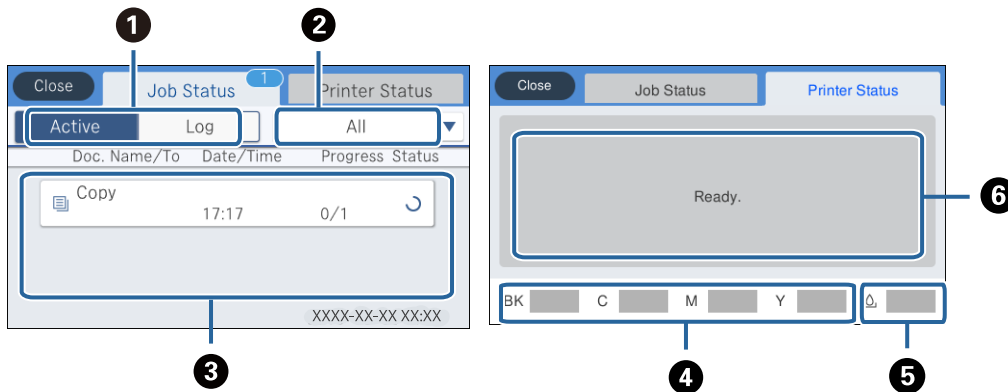 1 2
Close Job Status 1 Printer Status
Active Log All
Doc. Name/To Date/Time Progress Status
Copy
17:17 0/1
XXXX-XX-XX XX:XX
3
Close Job Status Printer Status
Ready.
6
BK C M Y
4 5